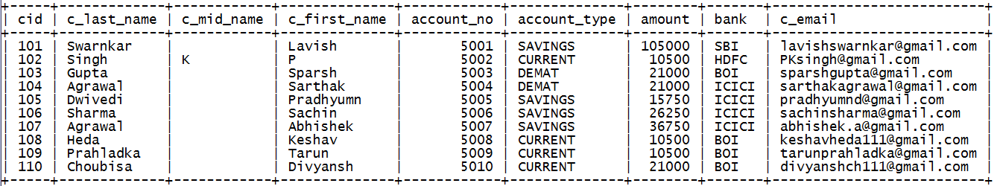 cid | c_last_name | c_mid_name | c_first_name | account_no | account_type | amount | bank | c_email
101 | Swarnkar | | Lavish | 5001 | SAVINGS | 105000 | SBI | lavishswarnkar@gmail.com
102 | Singh | K | P | 5002 | CURRENT | 10500 | HDFC | PKsingh@gmail.com
103 | Gupta | | Sparsh | 5003 | DEMAT | 21000 | BOI | sparshgupta@gmail.com
104 | Agrawal | | Sarthak | 5004 | DEMAT | 21000 | ICICI | sarthakagrawal@gmail.com
105 | Dwivedi | | Pradhyumn | 5005 | SAVINGS | 15750 | ICICI | pradhyumnd@gmail.com
106 | Sharma | | Sachin | 5006 | SAVINGS | 26250 | ICICI | sachinsharma@gmail.com
107 | Agrawal | | Abhishek | 5007 | SAVINGS | 36750 | ICICI | abhishek.a@gmail.com
108 | Heda | | Keshav | 5008 | CURRENT | 10500 | BOI | keshavheda111@gmail.com
109 | Prahladka | | Tarun | 5009 | CURRENT | 10500 | BOI | tarunprahladka@gmail.com
110 | Choubisa | | Divyansh | 5010 | CURRENT | 21000 | BOI | divyanshch111@gmail.com